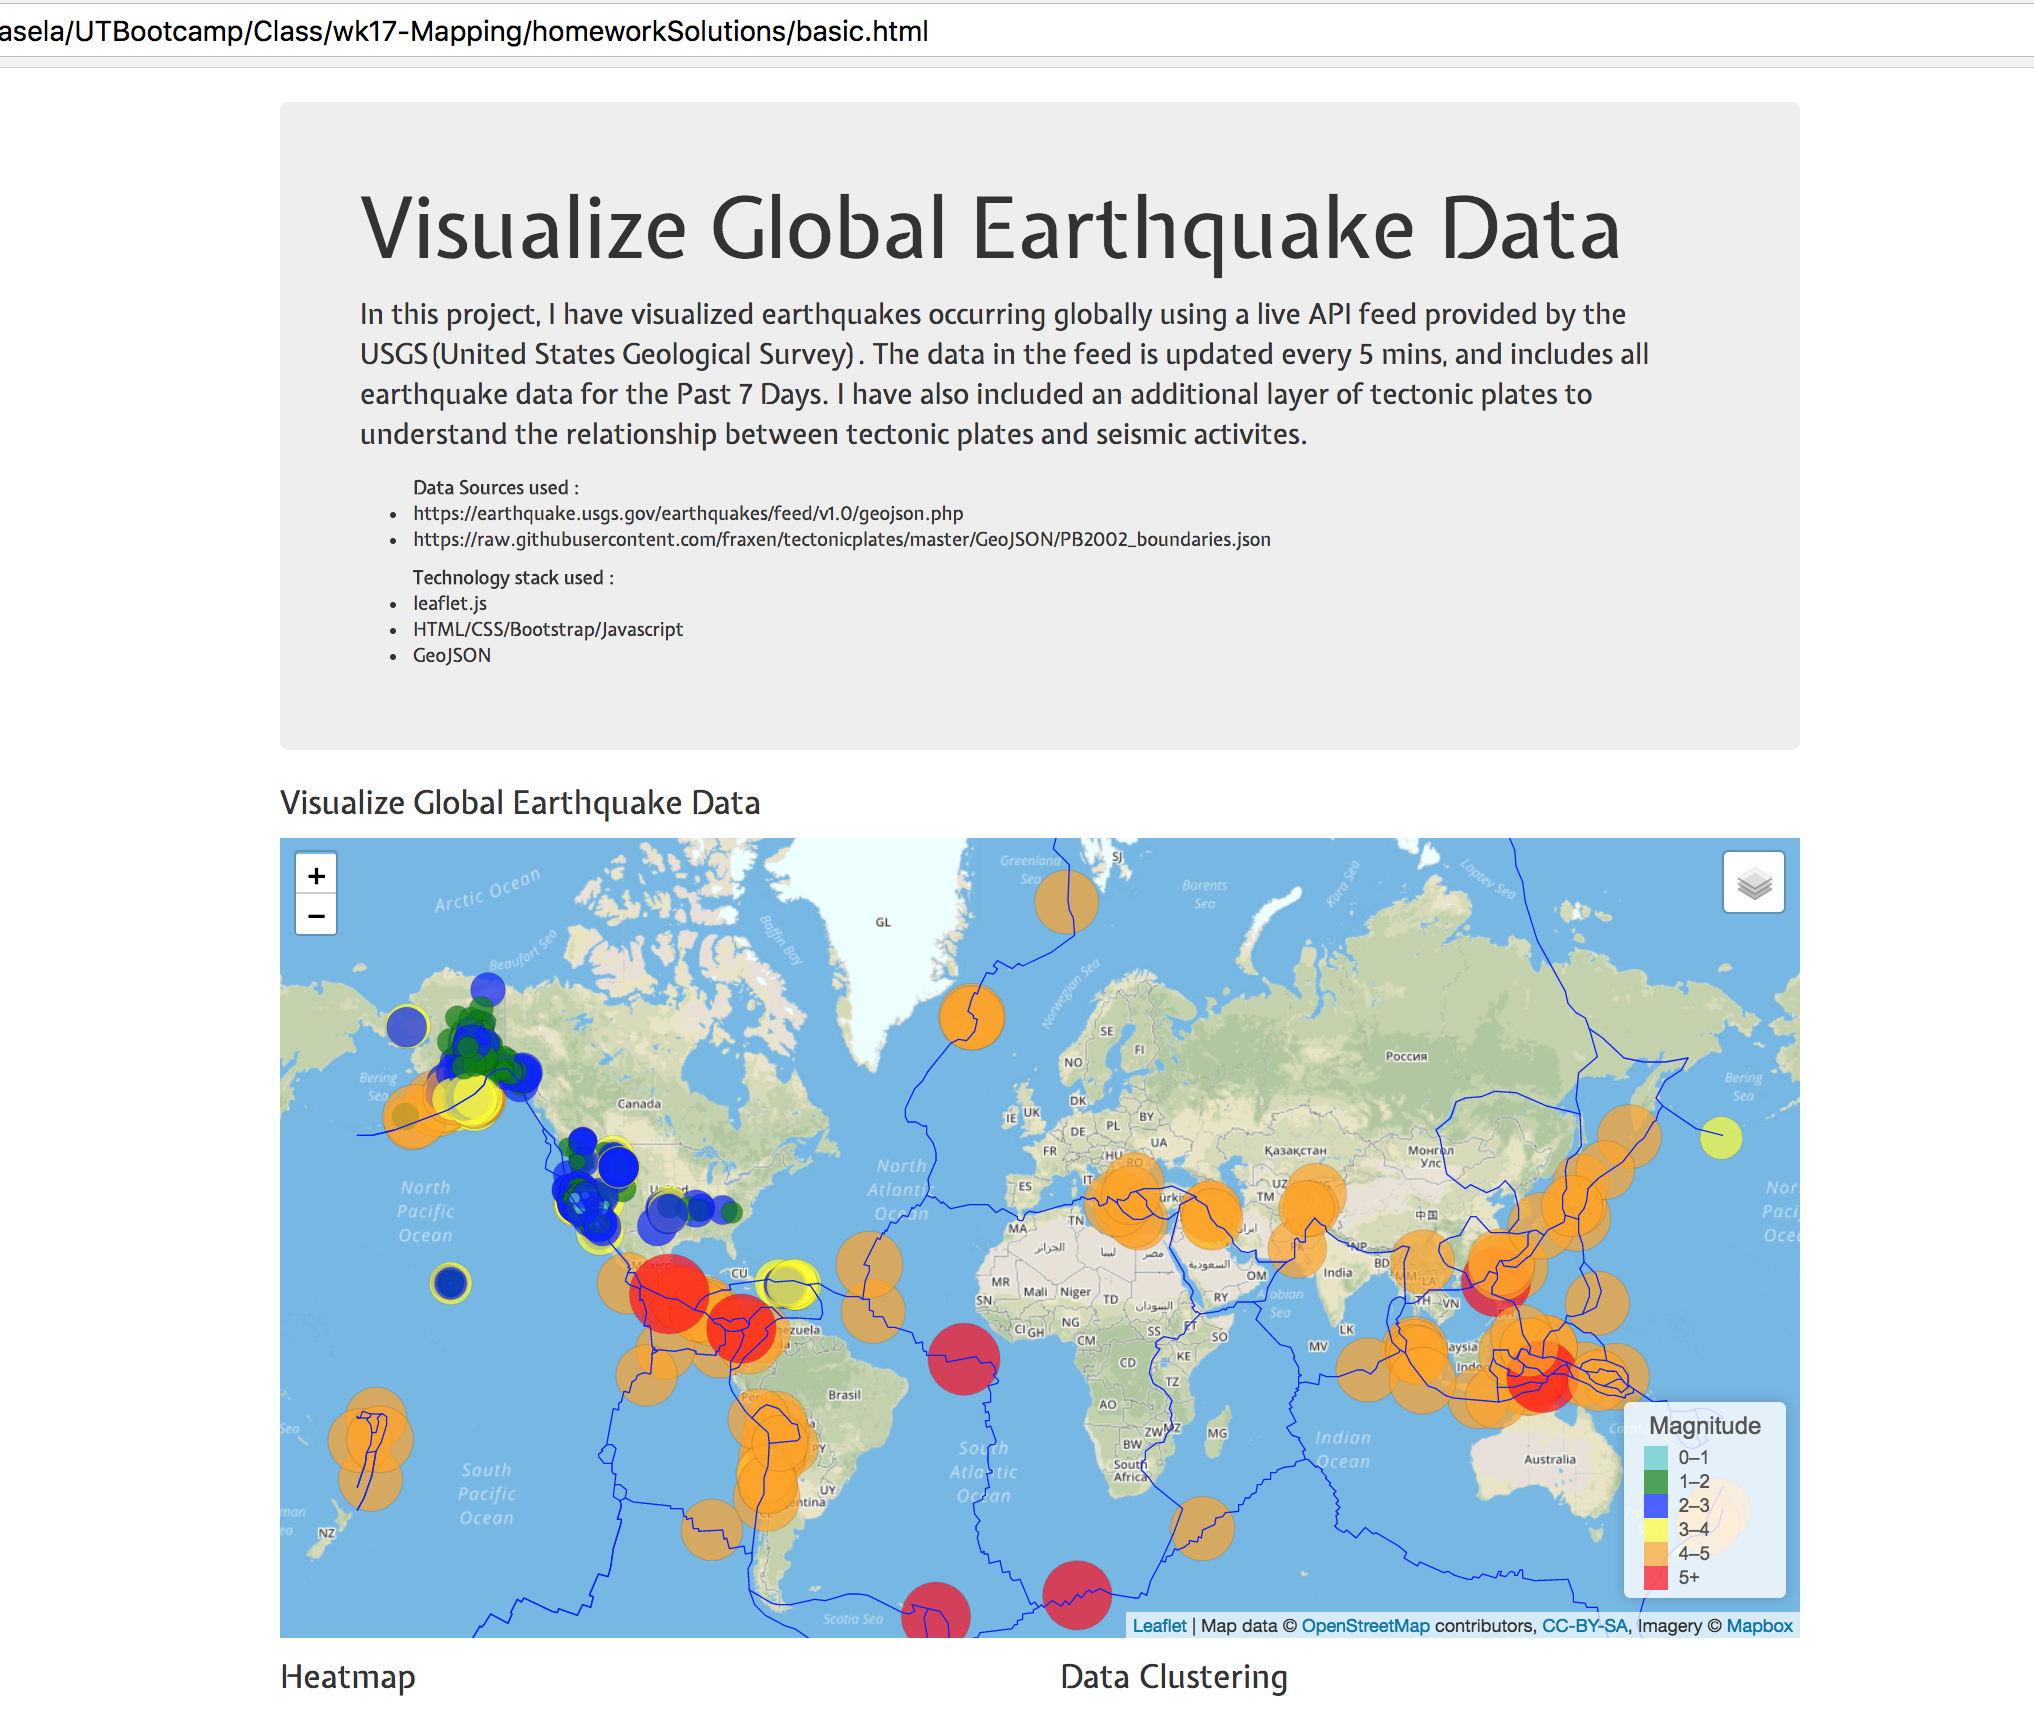 asela/UTBootcamp/Class/wk17-Mapping/homeworkSolutions/basic.html
Visualize Global Earthquake Data
In this project, I have visualized earthquakes occurring globally using a live API feed provided by the
USGS(United States Geological Survey). The data in the feed is updated every 5 mins, and includes all
earthquake data for the Past 7 Days. I have also included an additional layer of tectonic plates to
understand the relationship between tectonic plates and seismic activites.
Data Sources used :
• https://earthquake.usgs.gov/earthquakes/feed/v1.0/geojson.php
• https://raw.githubusercontent.com/fraxen/tectonicplates/master/GeoJSON/PB2002_boundaries.json
Technology stack used :
• leaflet.js
• HTML/CSS/Bootstrap/Javascript
• GeoJSON
Visualize Global Earthquake Data
+
−
Arctic Ocean
Beaufort Sea
Baffin Bay
GL
Greenland
Sea
SJ
Barents
Sea
Kara Sea
Laptev Sea
Norwegian Sea
SE
FI
NO
Россия
Bering
Sea
Bering
Sea
Canada
DK
IE
UK
BY
PL
DE
UA
FR
HU
RO
Қазақстан
Монгол
Улс
North
Pacific
Ocean
North
Atlantic
Ocean
ES
IT
UZ
TM
中国
MA
TN
الجزائر
ليبيا
مصر
ایران
PK
NP
السعودية
OM
India
BD
MM
LA
Mexico
CU
MR
Mali
Niger
TD
السودان
RY
Arabian
Sea
TH
VN
SN
CI
GH
NG
CM
SS
ET
SO
LK
MV
CD
KE
TZ
Brasil
AO
ZW
MZ
BW
MG
PY
South
Africa
UY
South
Atlantic
Ocean
Indian
Ocean
Australia
South
Pacific
Ocean
NZ
CL
Scotia Sea
Magnitude
0–1
1–2
2–3
3–4
4–5
5+
Leaflet | Map data © OpenStreetMap contributors, CC-BY-SA, Imagery © Mapbox
Heatmap
Data Clustering